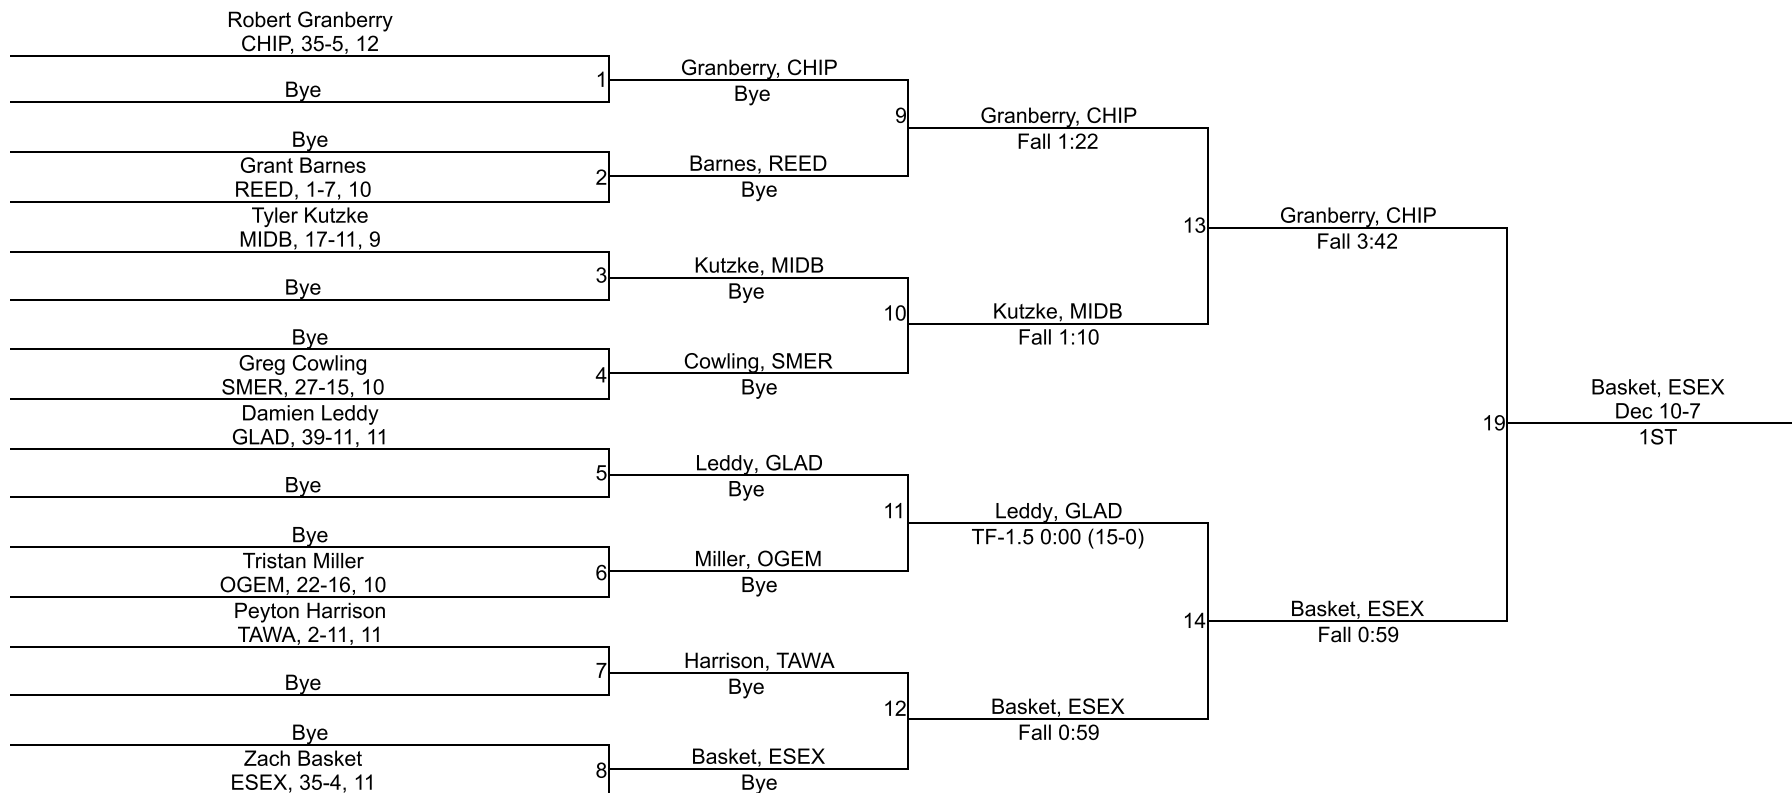 Robert Granberry
CHIP, 35-5, 12
Bye
1
Bye
Grant Barnes
REED, 1-7, 10
2
Tyler Kutzke
MIDB, 17-11, 9
Bye
3
Bye
Greg Cowling
SMER, 27-15, 10
4
Damien Leddy
GLAD, 39-11, 11
Bye
5
Bye
Tristan Miller
OGEM, 22-16, 10
6
Peyton Harrison
TAWA, 2-11, 11
Bye
7
Bye
Zach Basket
ESEX, 35-4, 11
8
Granberry, CHIP
Bye
9
Barnes, REED
Bye
Kutzke, MIDB
Bye
10
Cowling, SMER
Bye
Leddy, GLAD
Bye
11
Miller, OGEM
Bye
Harrison, TAWA
Bye
12
Basket, ESEX
Bye
Granberry, CHIP
Fall 1:22
13
Kutzke, MIDB
Fall 1:10
Leddy, GLAD
TF-1.5 0:00 (15-0)
14
Basket, ESEX
Fall 0:59
Granberry, CHIP
Fall 3:42
19
Basket, ESEX
Fall 0:59
Basket, ESEX
Dec 10-7
1ST